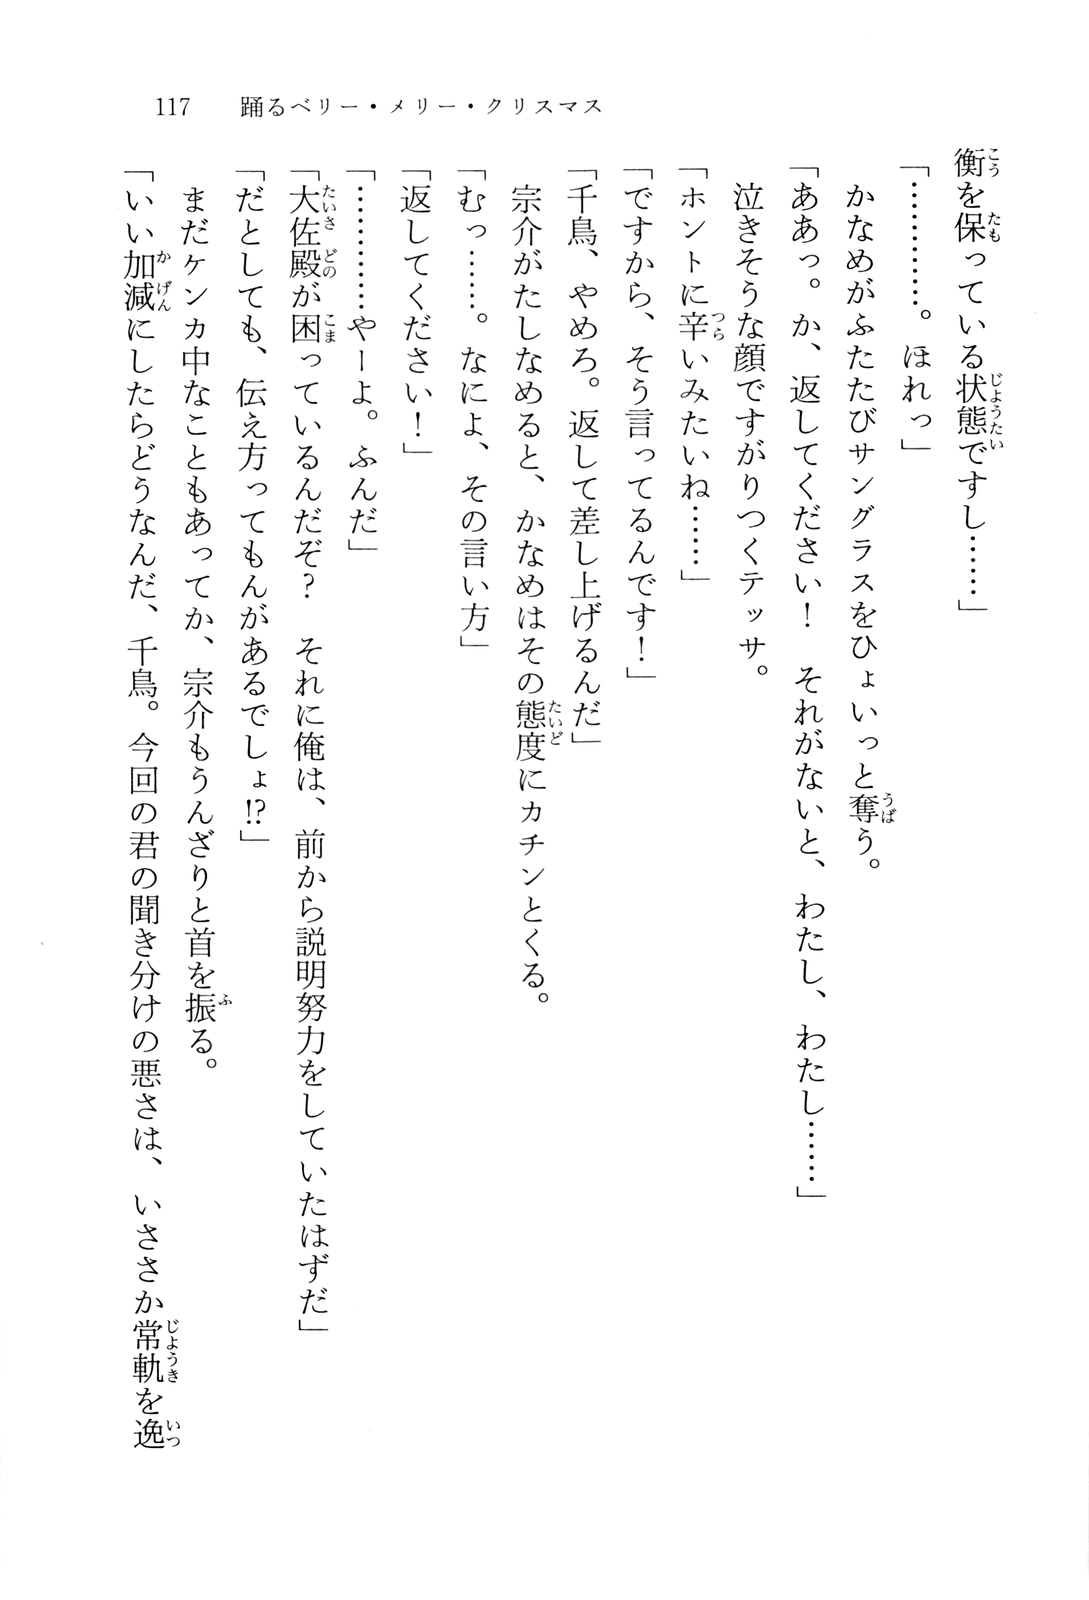 117 踊るベリー・メリー・クリスマス
衡を保っている状態ですし……」
「…………。ほれっ」
かなめがふたたびサングラスをひょいっと奪う。
「ああっ。か、返してください！ それがないと、わたし、わたし……」
泣きそうな顔ですがりつくテッサ。
「ホントに辛いみたいね……」
「ですから、そう言ってるんです！」
「千鳥、やめろ。返して差し上げるんだ」
宗介がたしなめると、かなめはその態度にカチンとくる。
「むっ……。なによ、その言い方」
「返してください！」
「…………やーよ。ふんだ」
「大佐殿が困っているんだぞ？ それに俺は、前から説明努力をしていたはずだ」
「だとしても、伝え方ってもんがあるでしょ!?」
まだケンカ中なこともあってか、宗介もうんざりと首を振る。
「いい加減にしたらどうなんだ、千鳥。今回の君の聞き分けの悪さは、いささか常軌を逸